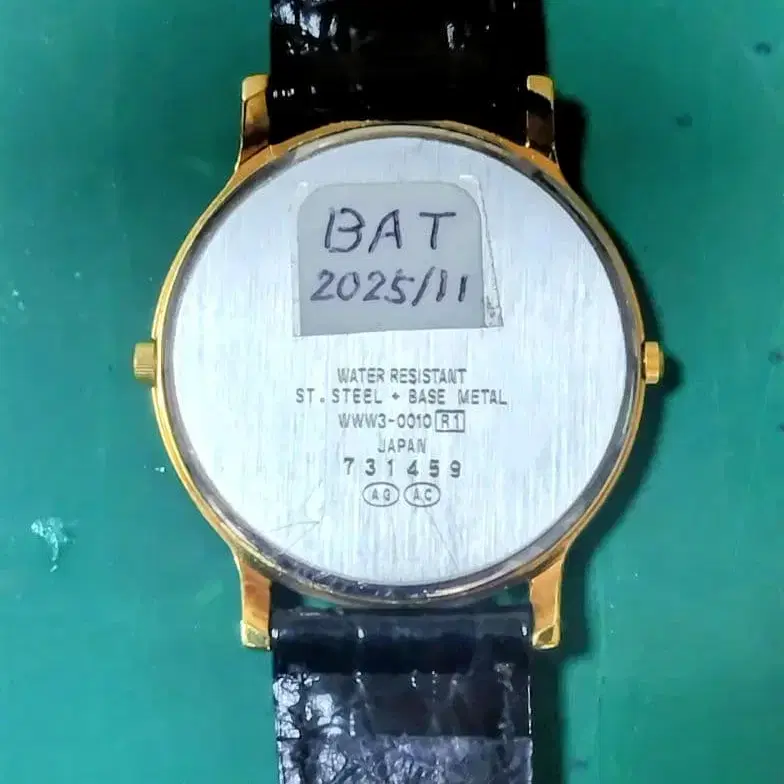 BAT
2025/11
WATER RESISTANT
ST. STEEL + BASE METAL
WWW3-0010 R1
JAPAN
731459
AG AC